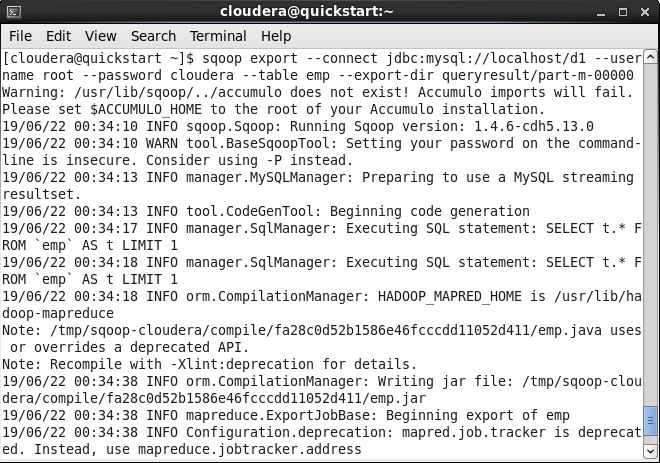 cloudera@quickstart:~
File Edit View Search Terminal Help
[cloudera@quickstart ~]$ sqoop export --connect jdbc:mysql://localhost/d1 --user
name root --password cloudera --table emp --export-dir queryresult/part-m-00000
Warning: /usr/lib/sqoop/../accumulo does not exist! Accumulo imports will fail.
Please set $ACCUMULO_HOME to the root of your Accumulo installation.
19/06/22 00:34:10 INFO sqoop.Sqoop: Running Sqoop version: 1.4.6-cdh5.13.0
19/06/22 00:34:10 WARN tool.BaseSqoopTool: Setting your password on the command-
line is insecure. Consider using -P instead.
19/06/22 00:34:13 INFO manager.MySQLManager: Preparing to use a MySQL streaming
resultset.
19/06/22 00:34:13 INFO tool.CodeGenTool: Beginning code generation
19/06/22 00:34:17 INFO manager.SqlManager: Executing SQL statement: SELECT t.* F
ROM `emp` AS t LIMIT 1
19/06/22 00:34:18 INFO manager.SqlManager: Executing SQL statement: SELECT t.* F
ROM `emp` AS t LIMIT 1
19/06/22 00:34:18 INFO orm.CompilationManager: HADOOP_MAPRED_HOME is /usr/lib/ha
doop-mapreduce
Note: /tmp/sqoop-cloudera/compile/fa28c0d52b1586e46fcccdd11052d411/emp.java uses
 or overrides a deprecated API.
Note: Recompile with -Xlint:deprecation for details.
19/06/22 00:34:38 INFO orm.CompilationManager: Writing jar file: /tmp/sqoop-clou
dera/compile/fa28c0d52b1586e46fcccdd11052d411/emp.jar
19/06/22 00:34:38 INFO mapreduce.ExportJobBase: Beginning export of emp
19/06/22 00:34:38 INFO Configuration.deprecation: mapred.job.tracker is deprecat
ed. Instead, use mapreduce.jobtracker.address